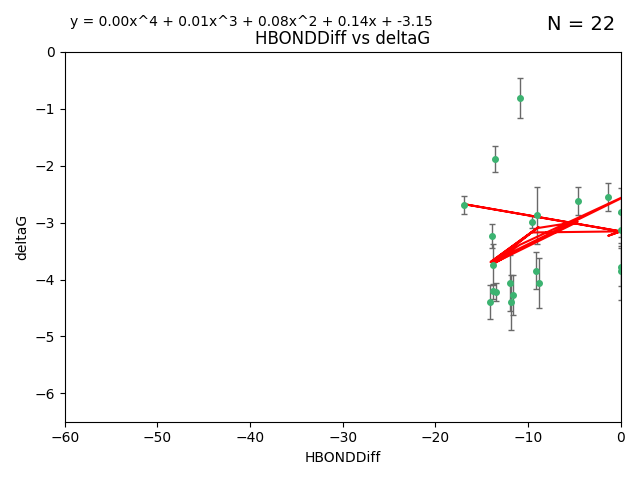 y = 0.00x^4 + 0.01x^3 + 0.08x^2 + 0.14x + -3.15
N = 22
HBONDDiff vs deltaG
0
−1
−2
−3
−4
−5
−6
deltaG
−60 −50 −40 −30 −20 −10 0
HBONDDiff